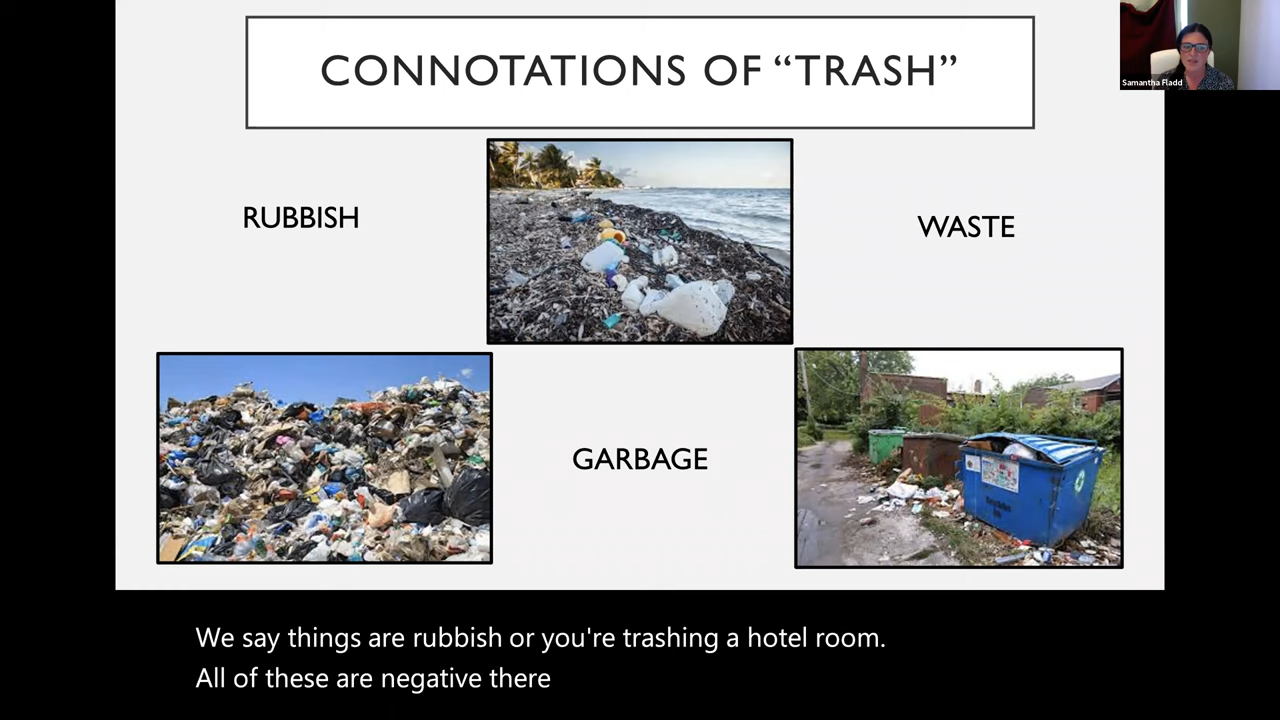 CONNOTATIONS OF “TRASH”
Samantha Fladd
RUBBISH
WASTE
GARBAGE
We say things are rubbish or you're trashing a hotel room.
All of these are negative there